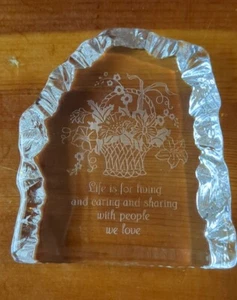 Life is for living
and caring and sharing
with people
we love